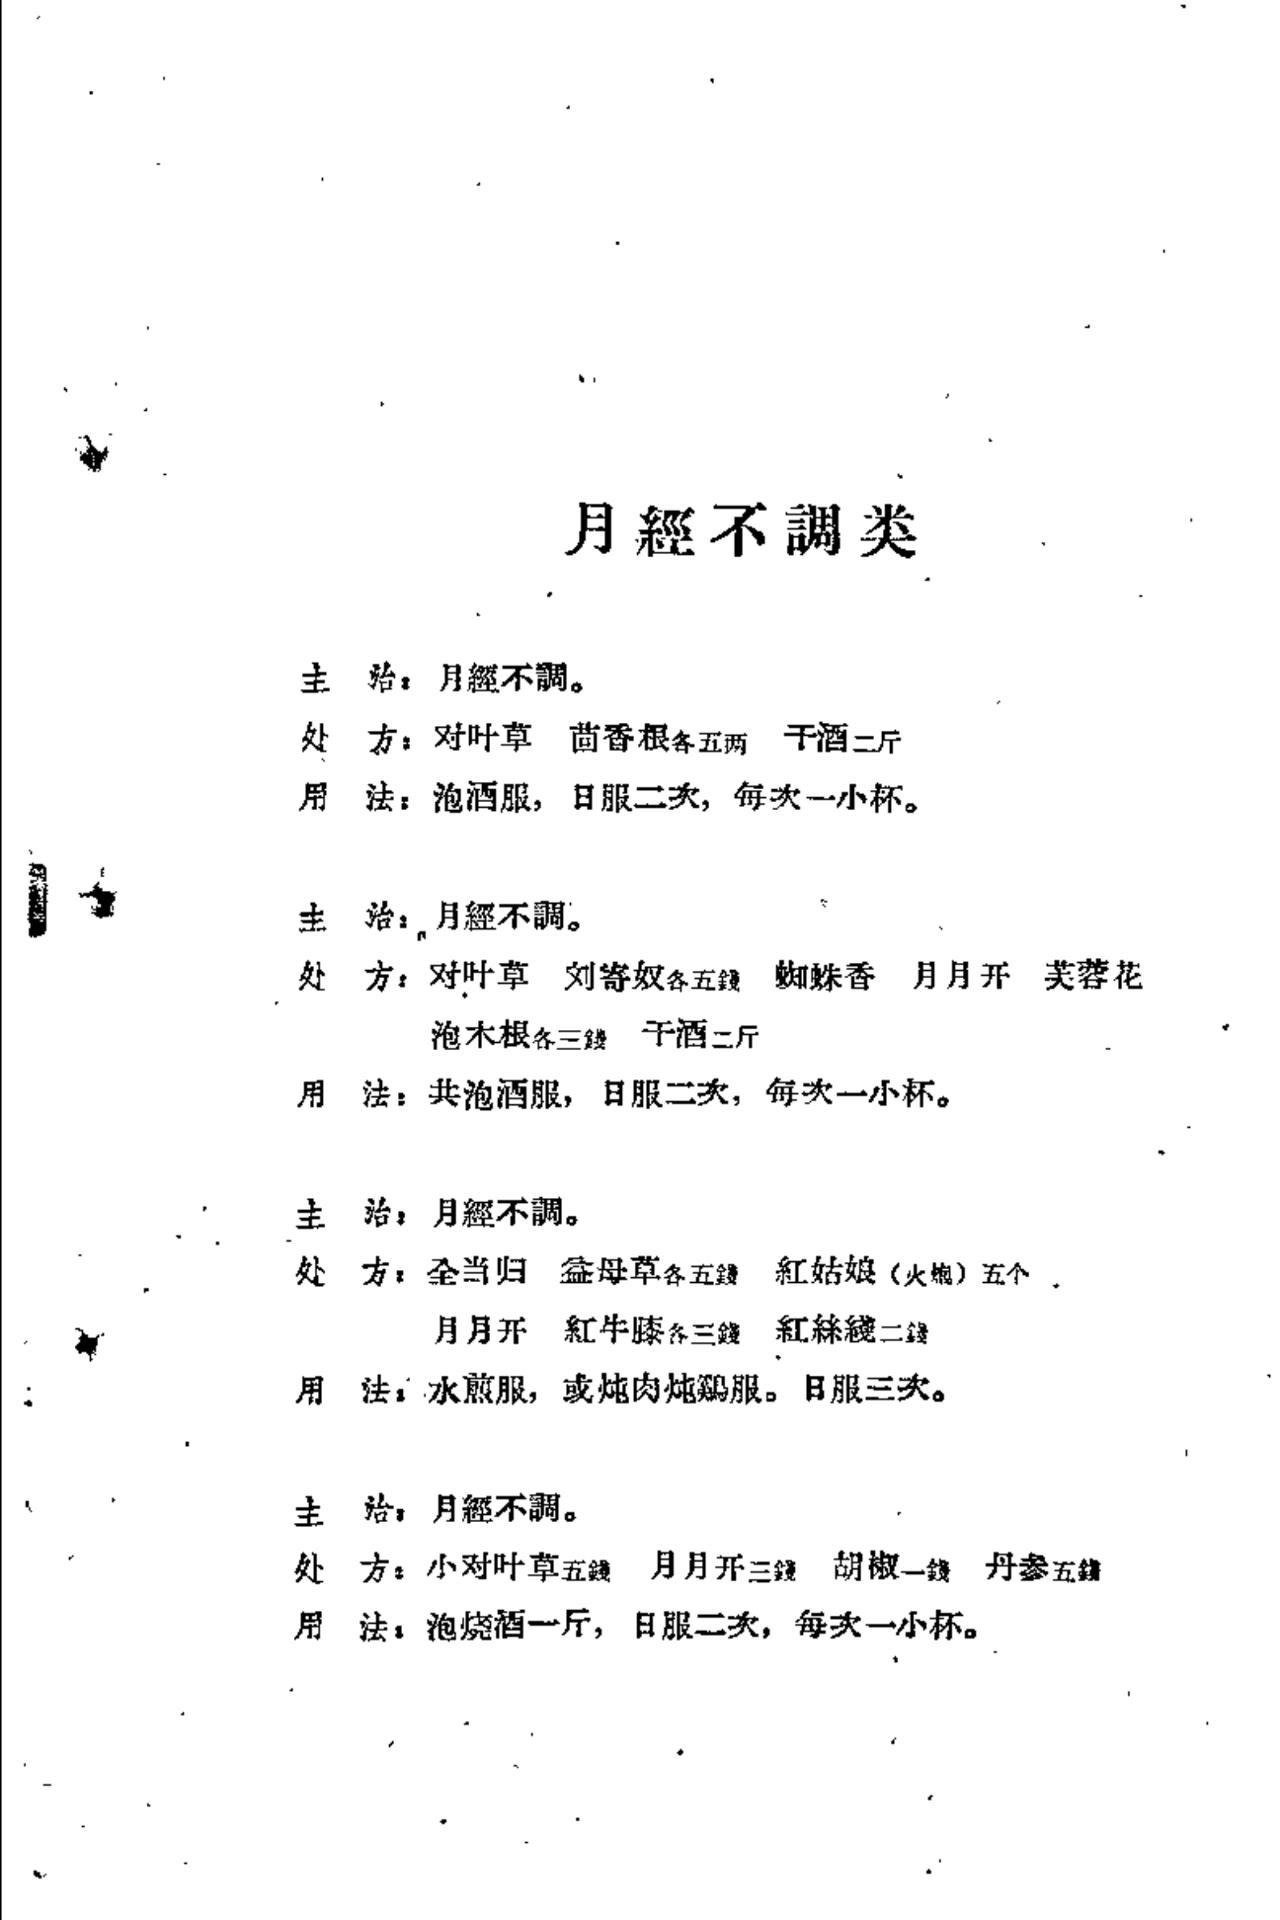 月經不調类
主　治：月經不調。
处　方：对叶草　茴香根各五两　干酒二斤
用　法：泡酒服，日服二次，每次一小杯。
主　治：月經不調。
处　方：对叶草　刘寄奴各五錢　蜘蛛香　月月开　芙蓉花
泡木根各三錢　干酒二斤
用　法：共泡酒服，日服二次，每次一小杯。
主　治：月經不調。
处　方：全当归　益母草各五錢　紅姑娘（火炮）五个
月月开　紅牛膝各三錢　紅絲綫二錢
用　法：水煎服，或炖肉炖鷄服。日服三次。
主　治：月經不調。
处　方：小对叶草五錢　月月开三錢　胡椒一錢　丹参五錢
用　法：泡烧酒一斤，日服二次，每次一小杯。